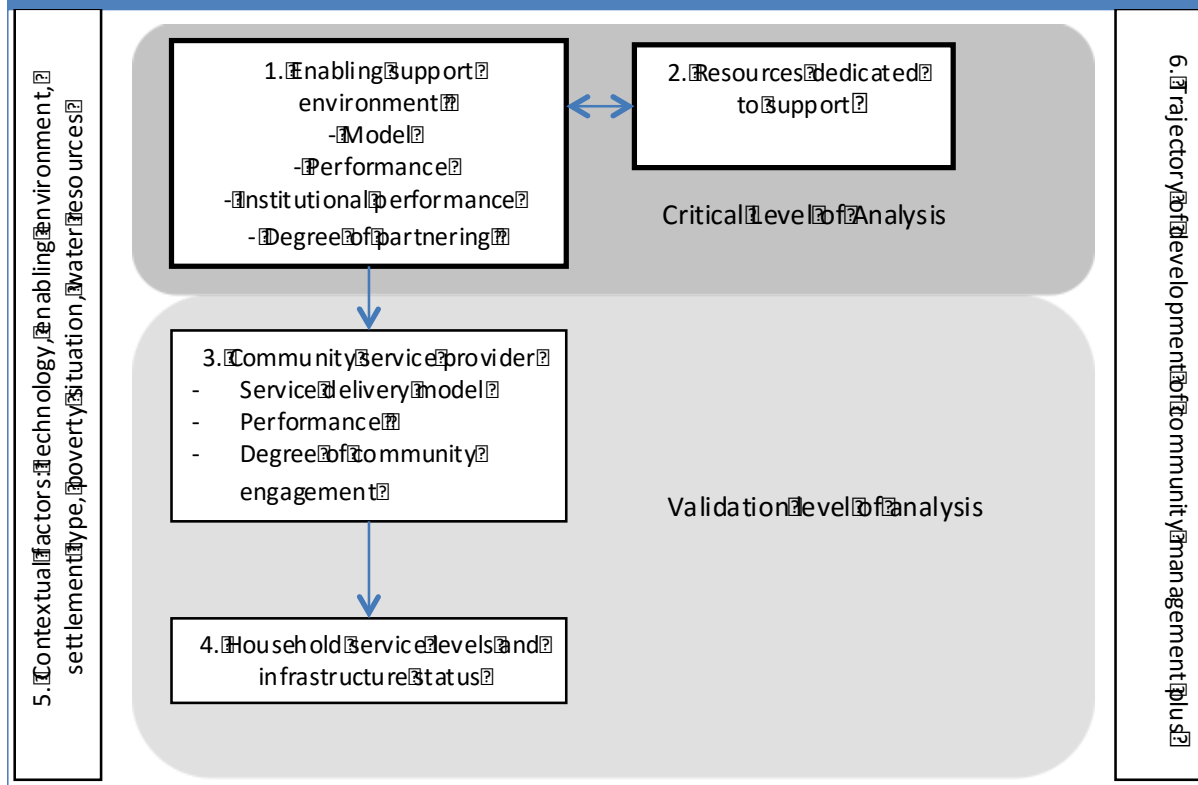 5. Contextual factors: technology, enabling environment,
settlement type, poverty situation, water resources
1. Enabling support
environment
- Model
- Performance
- Institutional performance
- Degree of partnering
2. Resources dedicated
to support
Critical Level of Analysis
3. Community service provider
- Service delivery model
- Performance
- Degree of community
engagement
Validation level of analysis
4. Household service levels and
infrastructure status
6. Trajectory of development of community management plus